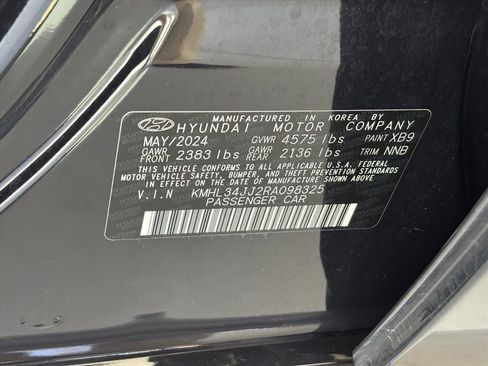 MANUFACTURED IN KOREA BY
HYUNDAI MOTOR COMPANY
MAY/2024 GVWR 4575 lbs PAINT XB9
GAWR FRONT 2383 lbs GAWR REAR 2136 lbs TRIM NNB
THIS VEHICLE CONFORMS TO ALL APPLICABLE U.S.A. FEDERAL
MOTOR VEHICLE SAFETY, BUMPER, AND THEFT PREVENTION STANDARDS
IN EFFECT ON THE DATE OF MANUFACTURE SHOWN ABOVE.
V.I.N KMHL34JJ2RA098325
PASSENGER CAR